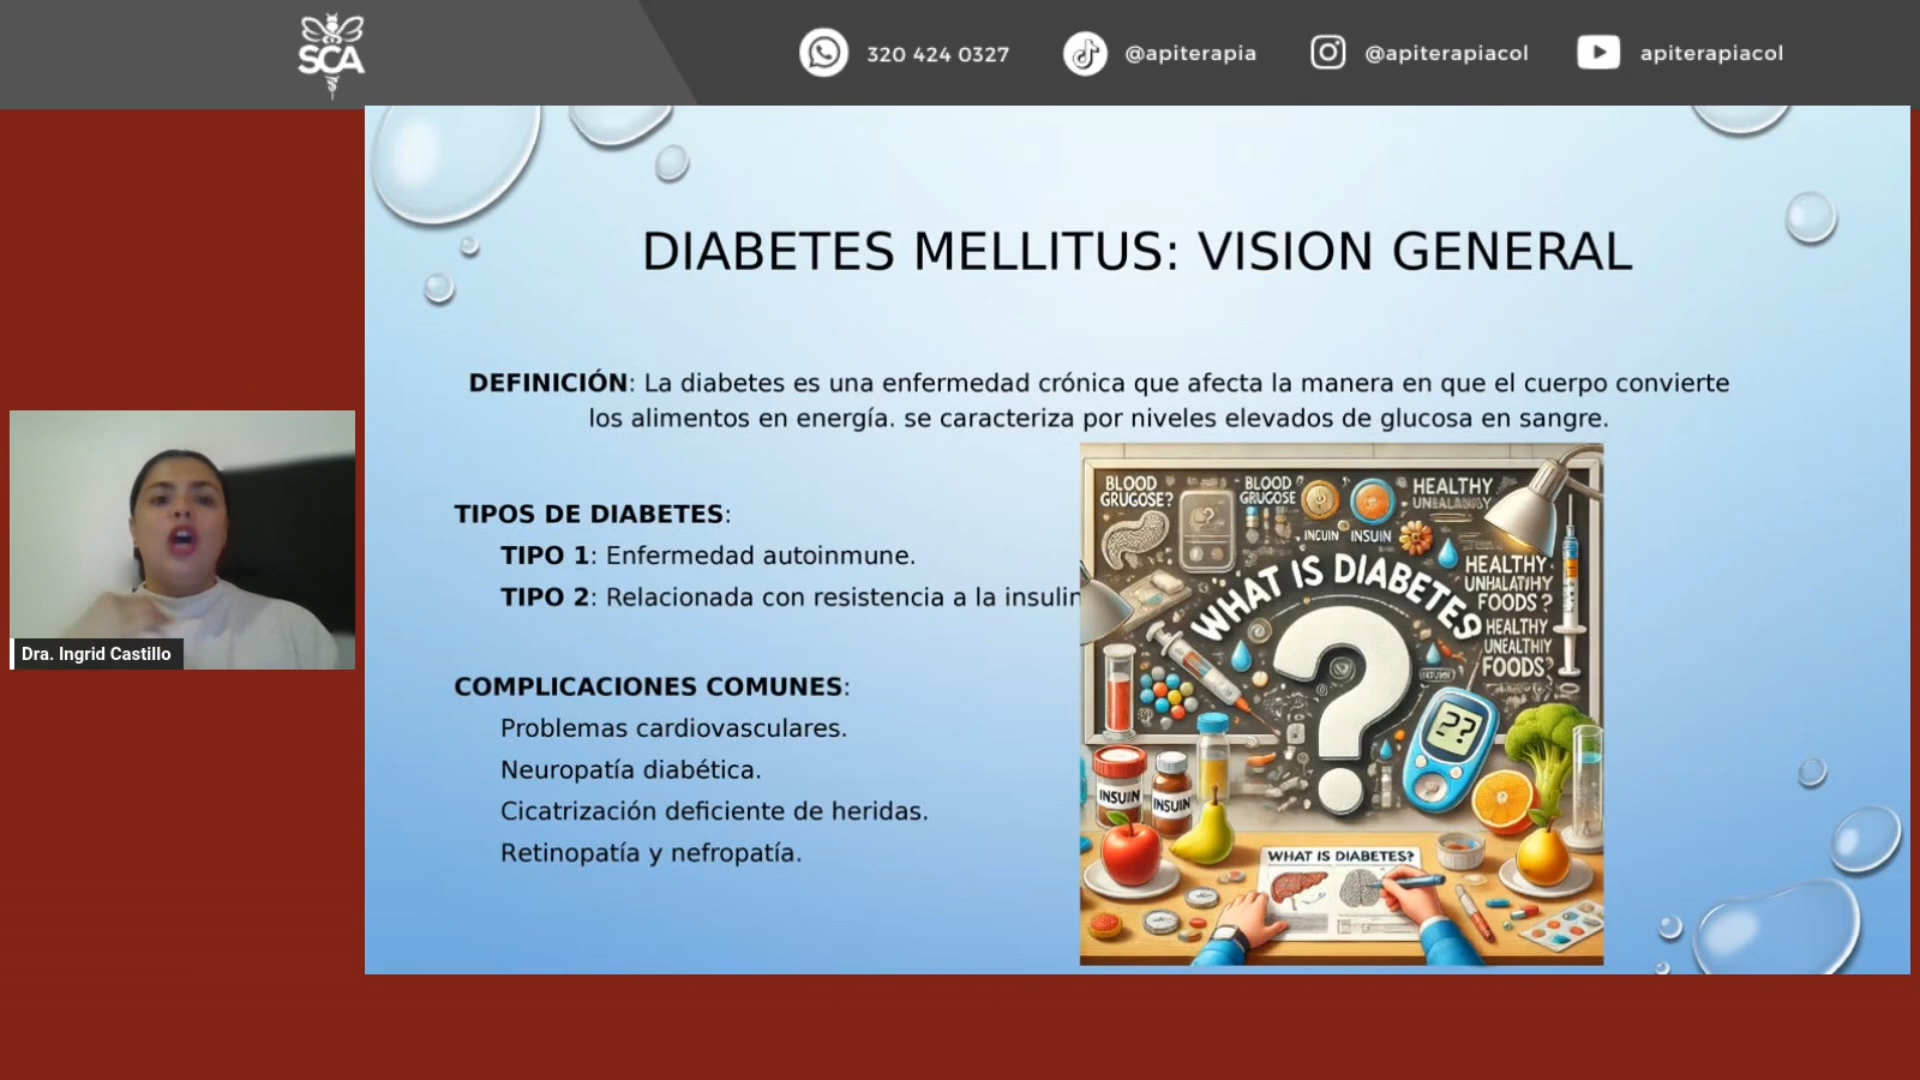 SCA
320 424 0327
@apiterapia
@apiterapiacol
apiterapiacol
DIABETES MELLITUS: VISION GENERAL
DEFINICIÓN: La diabetes es una enfermedad crónica que afecta la manera en que el cuerpo convierte
los alimentos en energía. se caracteriza por niveles elevados de glucosa en sangre.
TIPOS DE DIABETES:
TIPO 1: Enfermedad autoinmune.
TIPO 2: Relacionada con resistencia a la insulin
COMPLICACIONES COMUNES:
Problemas cardiovasculares.
Neuropatía diabética.
Cicatrización deficiente de heridas.
Retinopatía y nefropatía.
BLOOD
GRUGOSE?
BLOOD
GRUGOSE
HEALTHY
INCUIN
INSUIN
WHAT IS DIABETES
HEALTHY
FOODS?
HEALTHY
UNEALTHIY
FOODS?
??
INSUIN
INSUIN
WHAT IS DIABETES?
Dra. Ingrid Castillo